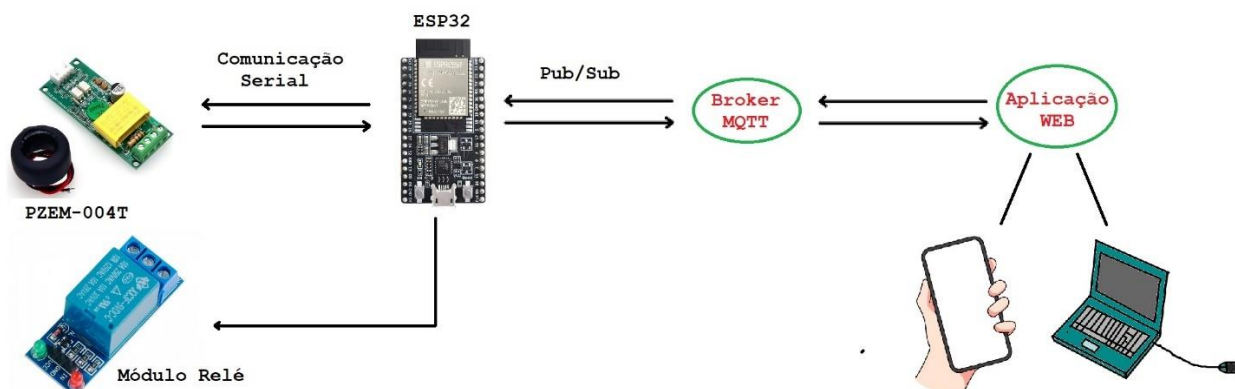 ESP32
Comunicação
Serial
Pub/Sub
Broker
MQTT
Aplicação
WEB
PZEM-004T
Módulo Relé